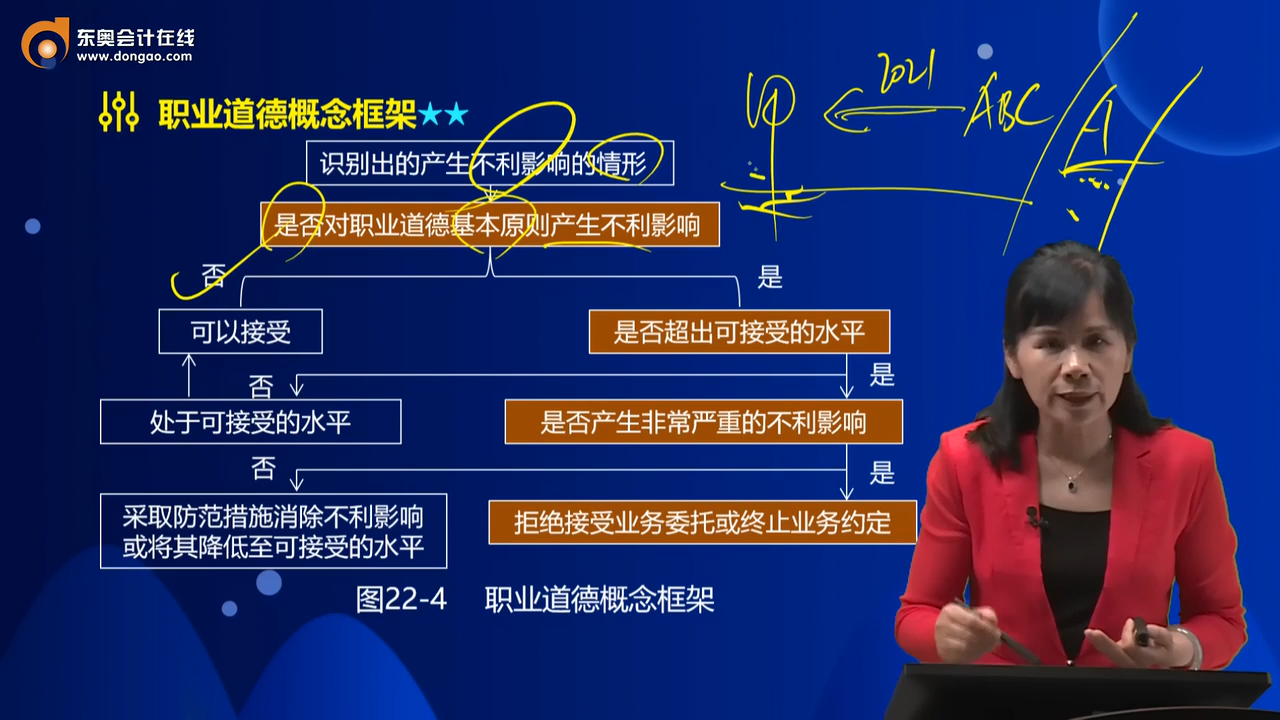 东奥会计在线
www.dongao.com
职业道德概念框架★★
2021
甲
ABC
A
识别出的产生不利影响的情形
是否对职业道德基本原则产生不利影响
否
是
可以接受
是否超出可接受的水平
否
是
处于可接受的水平
是否产生非常严重的不利影响
否
是
采取防范措施消除不利影响
或将其降低至可接受的水平
拒绝接受业务委托或终止业务约定
图22-4 职业道德概念框架